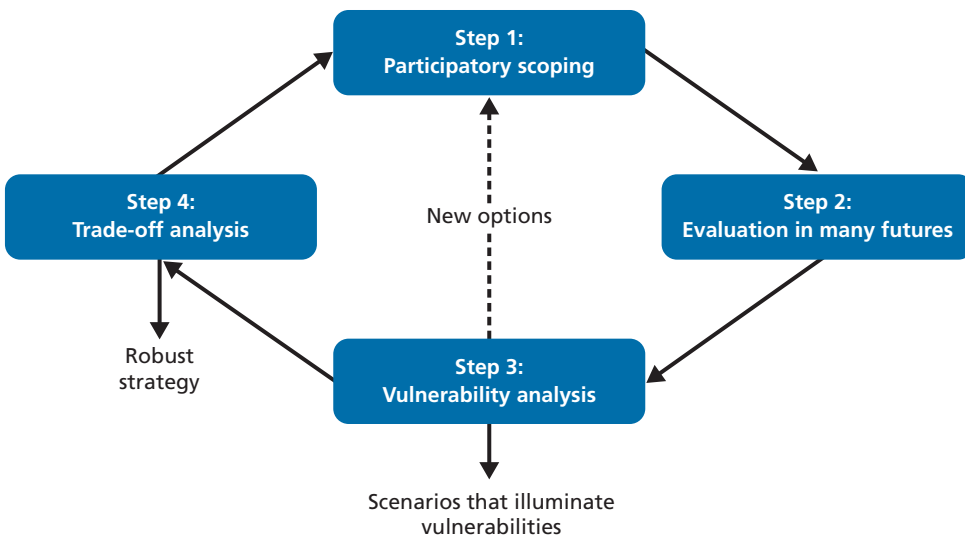 Step 1:
Participatory scoping
Step 4:
Trade-off analysis
New options
Step 2:
Evaluation in many futures
Robust
strategy
Step 3:
Vulnerability analysis
Scenarios that illuminate
vulnerabilities